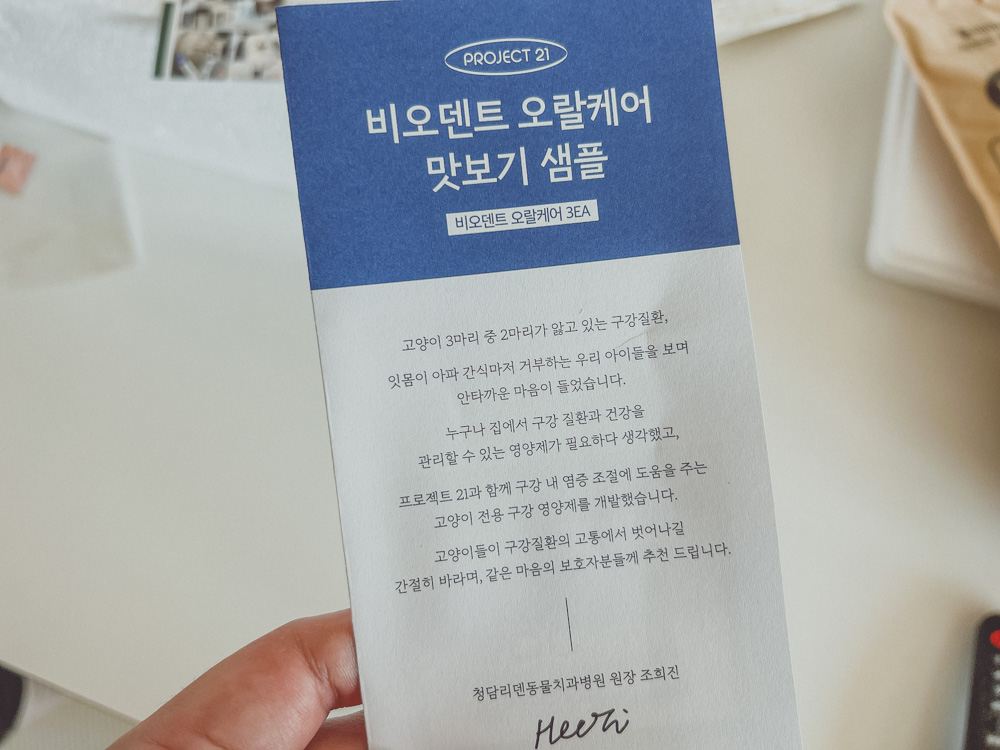 PROJECT 21
비오덴트 오랄케어
맛보기 샘플
비오덴트 오랄케어 3EA
고양이 3마리 중 2마리가 앓고 있는 구강질환,
잇몸이 아파 간식마저 거부하는 우리 아이들을 보며
안타까운 마음이 들었습니다.
누구나 집에서 구강 질환과 건강을
관리할 수 있는 영양제가 필요하다 생각했고,
프로젝트 21과 함께 구강 내 염증 조절에 도움을 주는
고양이 전용 구강 영양제를 개발했습니다.
고양이들이 구강질환의 고통에서 벗어나길
간절히 바라며, 같은 마음의 보호자분들께 추천 드립니다.
청담리덴동물치과병원 원장 조희진